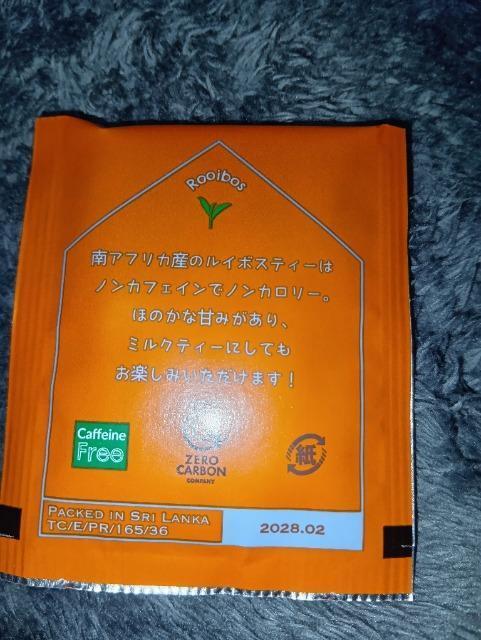 Rooibos
南アフリカ産のルイボスティーは
ノンカフェインでノンカロリー。
ほのかな甘みがあり、
ミルクティーにしても
お楽しみいただけます！
Caffeine
Free
ZERO
CARBON
COMPANY
紙
PACKED IN SRI LANKA
TC/E/PR/165/36
2028.02